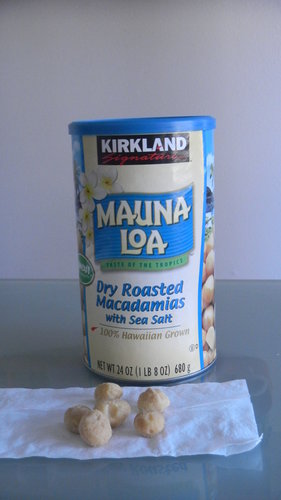 KIRKLAND
Signature
MAUNA
LOA
TASTE OF THE TROPICS
Dry Roasted
Macadamias
with Sea Salt
100% Hawaiian Grown
NET WT 24 OZ (1 LB 8 OZ) 680 g